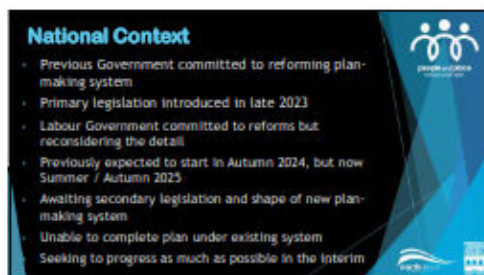 National Context
Previous Government committed to reforming plan-
making system
Primary legislation introduced in late 2023
Labour Government committed to reforms but
reconsidering the detail
Previously expected to start in Autumn 2024, but now
Summer / Autumn 2025
Awaiting secondary legislation and shape of new plan-
making system
Unable to complete plan under existing system
Seeking to progress as much as possible in the interim
people and place